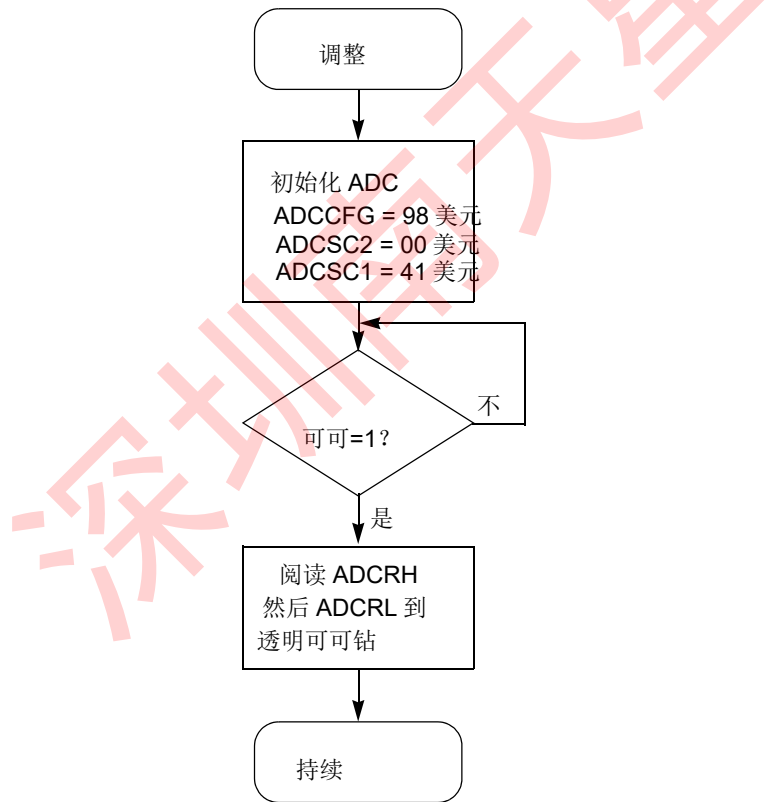 调整
初始化 ADC
ADCCFG = 98 美元
ADCSC2 = 00 美元
ADCSC1 = 41 美元
不
可可=1?
是
阅读 ADCRH
然后 ADCRL 到
透明可可钻
持续
深圳南天星